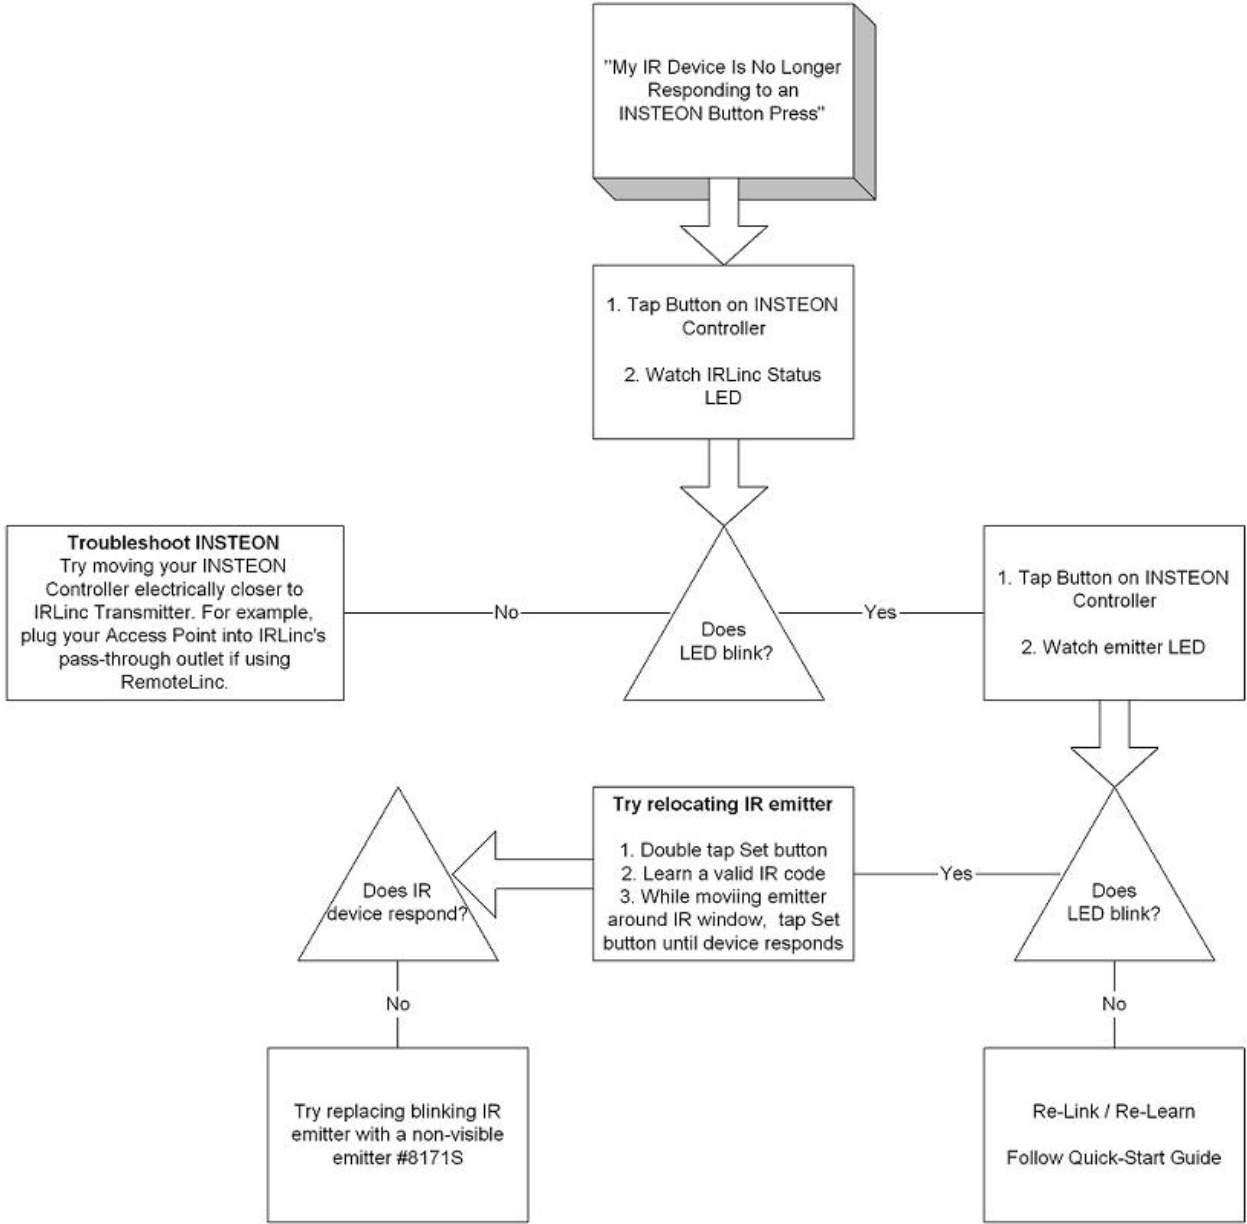 "My IR Device Is No Longer
Responding to an
INSTEON Button Press"
1. Tap Button on INSTEON
Controller
2. Watch IRLinc Status
LED
Troubleshoot INSTEON
Try moving your INSTEON
Controller electrically closer to
IRLinc Transmitter. For example,
plug your Access Point into IRLinc's
pass-through outlet if using
RemoteLinc.
No
Does
LED blink?
Yes
1. Tap Button on INSTEON
Controller
2. Watch emitter LED
Does
LED blink?
Yes
Try relocating IR emitter
1. Double tap Set button
2. Learn a valid IR code
3. While moviing emitter
around IR window, tap Set
button until device responds
Does IR
device respond?
No
Try replacing blinking IR
emitter with a non-visible
emitter #8171S
No
Re-Link / Re-Learn
Follow Quick-Start Guide